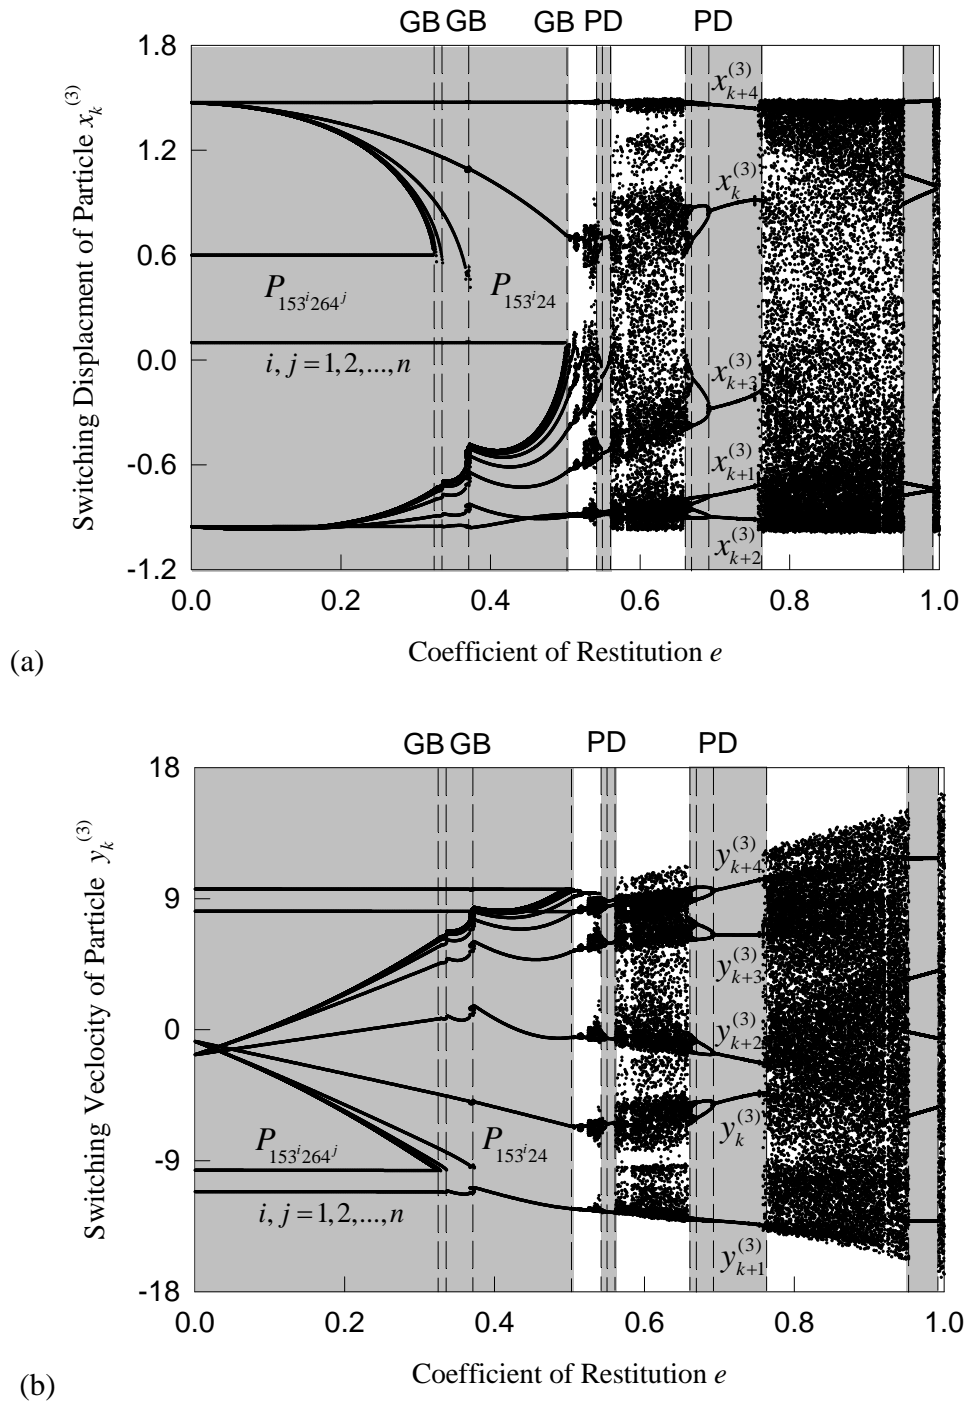 GB GB GB PD PD
Switching Displacment of Particle x_k^(3)
1.8
1.2
0.6
0.0
-0.6
-1.2
x_{k+4}^(3)
x_k^(3)
P_{153^i264^j}
P_{153^i24}
i, j = 1, 2, ..., n
x_{k+3}^(3)
x_{k+1}^(3)
x_{k+2}^(3)
0.0 0.2 0.4 0.6 0.8 1.0
Coefficient of Restitution e
(a)
GB GB PD PD
Switching Veclocity of Particle y_k^(3)
18
9
0
-9
-18
y_{k+4}^(3)
y_{k+3}^(3)
y_{k+2}^(3)
y_k^(3)
P_{153^i264^j}
P_{153^i24}
i, j = 1, 2, ..., n
y_{k+1}^(3)
0.0 0.2 0.4 0.6 0.8 1.0
Coefficient of Restitution e
(b)